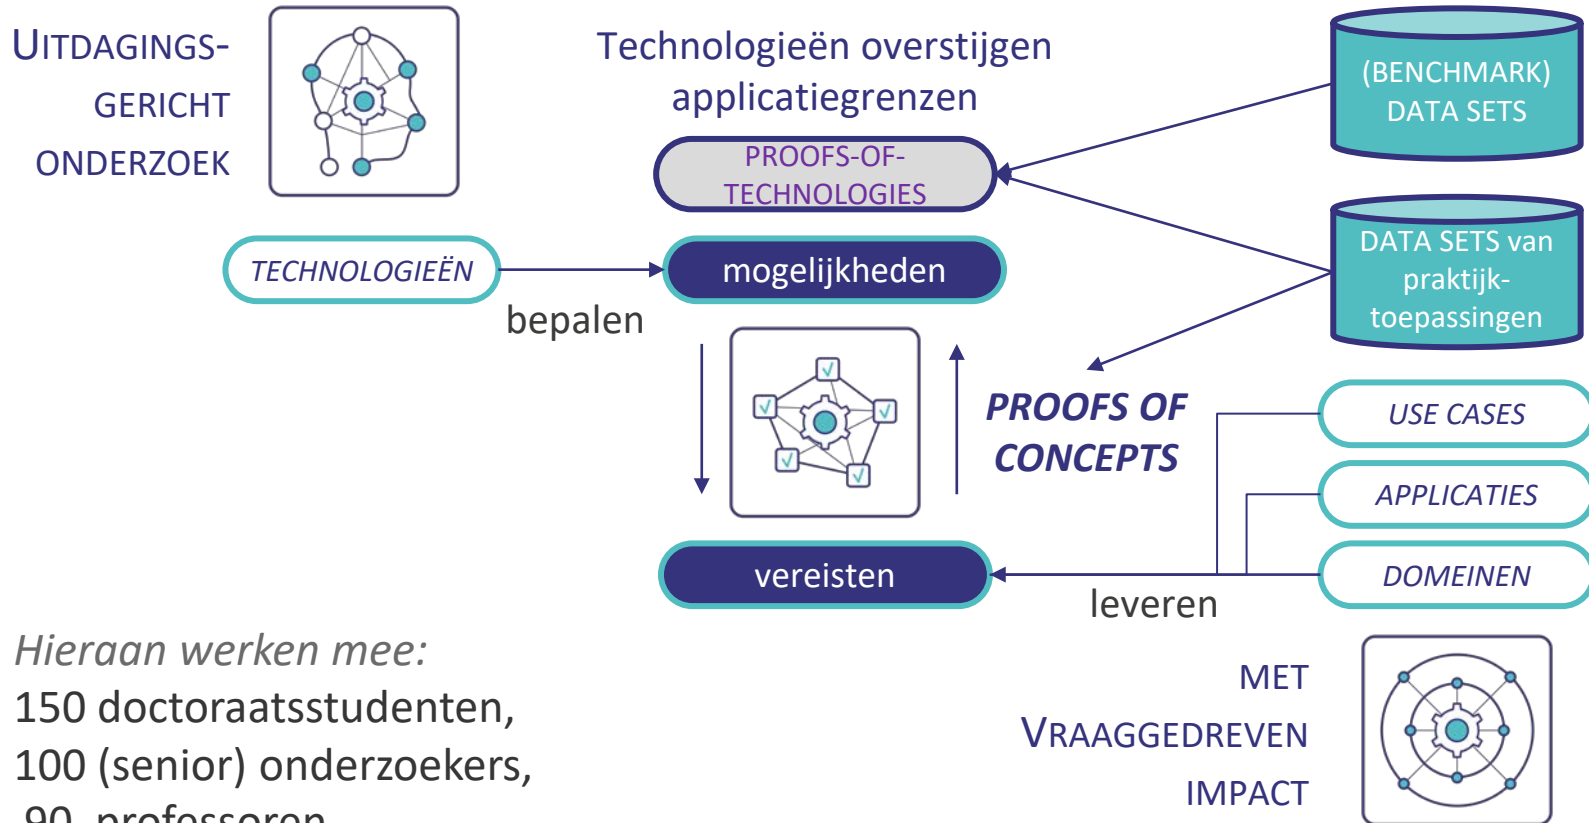 UITDAGINGS-
GERICHT
ONDERZOEK
Technologieën overstijgen
applicatiegrenzen
PROOFS-OF-
TECHNOLOGIES
(BENCHMARK)
DATA SETS
TECHNOLOGIEËN
bepalen
mogelijkheden
DATA SETS van
praktijk-
toepassingen
PROOFS OF
CONCEPTS
USE CASES
APPLICATIES
DOMEINEN
vereisten
leveren
Hieraan werken mee:
150 doctoraatsstudenten,
100 (senior) onderzoekers,
90 professoren
MET
VRAAGGEDREVEN
IMPACT